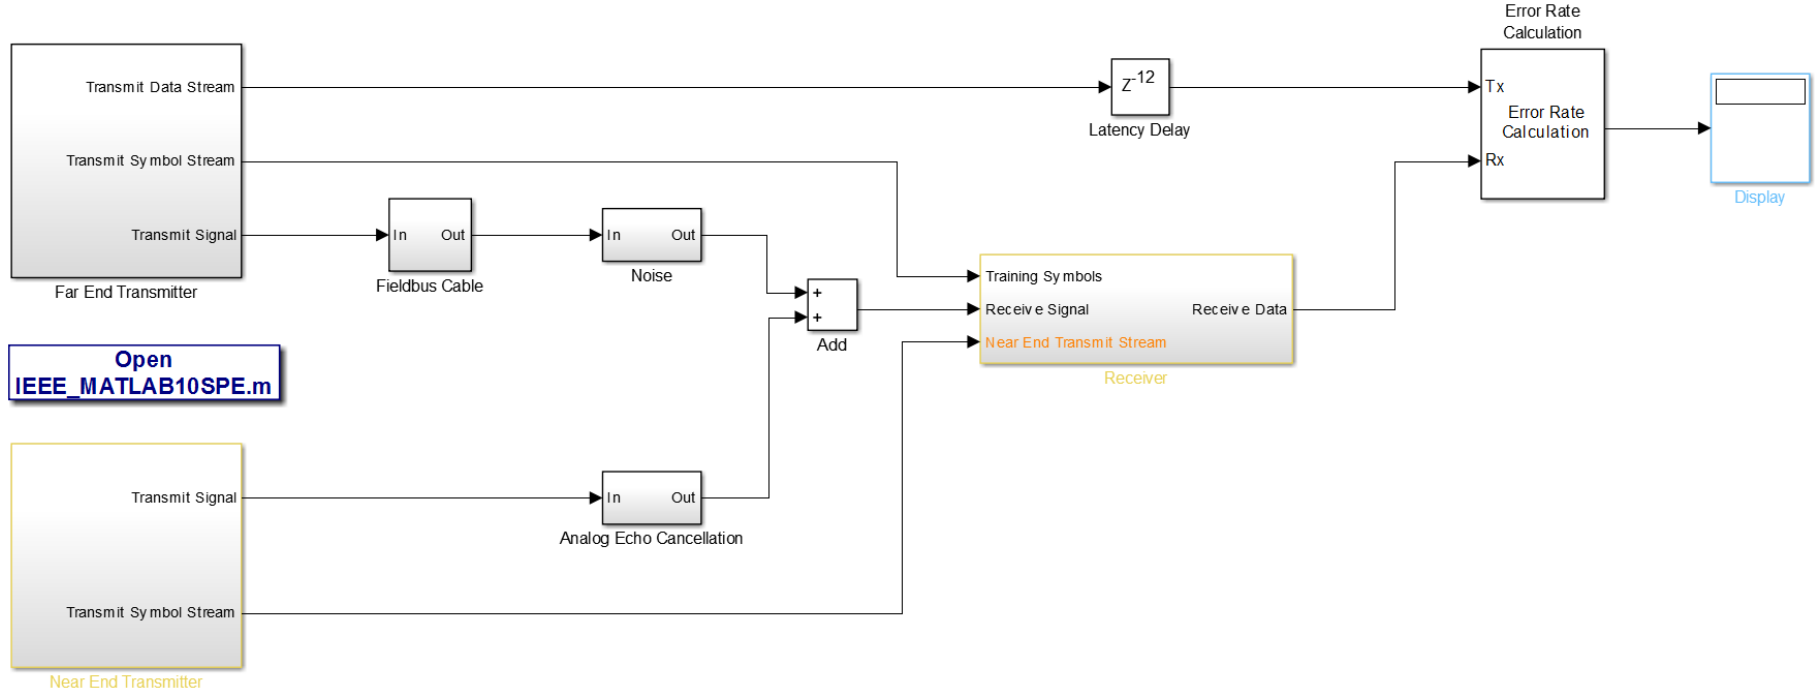 Error Rate
Calculation
Transmit Data Stream
Z-12
Tx
Error Rate
Calculation
Latency Delay
Transmit Symbol Stream
Rx
Display
Transmit Signal
In Out
In Out
Fieldbus Cable
Noise
Far End Transmitter
+
+
Add
Training Symbols
Receive Signal
Receive Data
Near End Transmit Stream
Receiver
Open
IEEE_MATLAB10SPE.m
Transmit Signal
In Out
Analog Echo Cancellation
Transmit Symbol Stream
Near End Transmitter